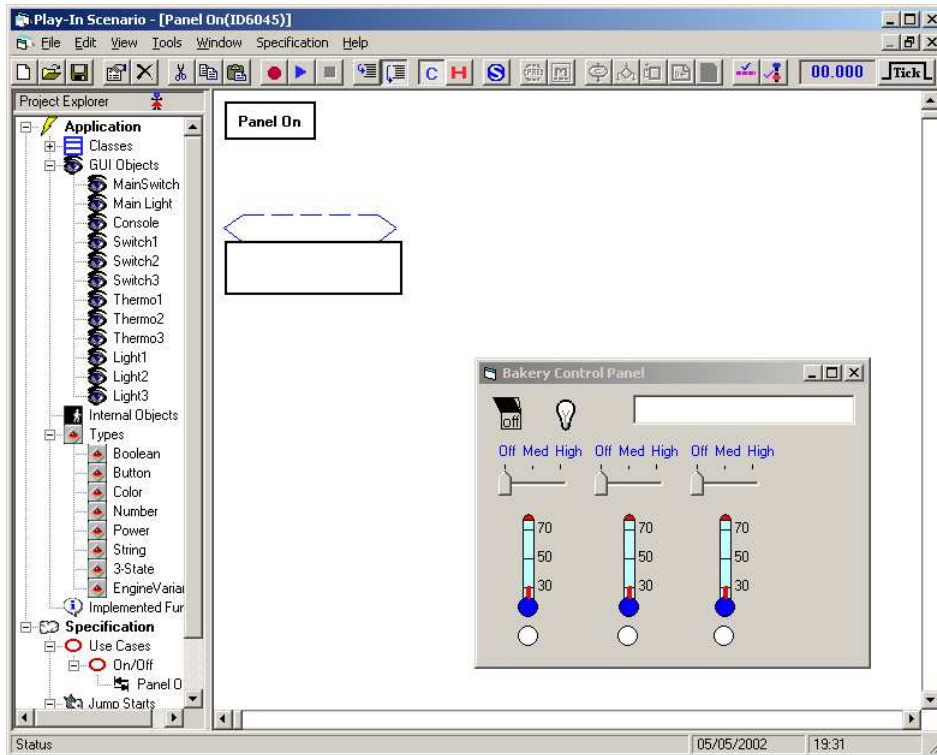 Play-In Scenario - [Panel On(ID6045)]
File Edit View Tools Window Specification Help
C H S PRD m 00.000 Tick
Project Explorer
Application
Classes
GUI Objects
MainSwitch
Main Light
Console
Switch1
Switch2
Switch3
Thermo1
Thermo2
Thermo3
Light1
Light2
Light3
Internal Objects
Types
Boolean
Button
Color
Number
Power
String
3-State
EngineVariat
Implemented Fur
Specification
Use Cases
On/Off
Panel O
Jump Starts
Panel On
Bakery Control Panel
off
Off Med High Off Med High Off Med High
70 70 70
50 50 50
30 30 30
Status 05/05/2002 19:31